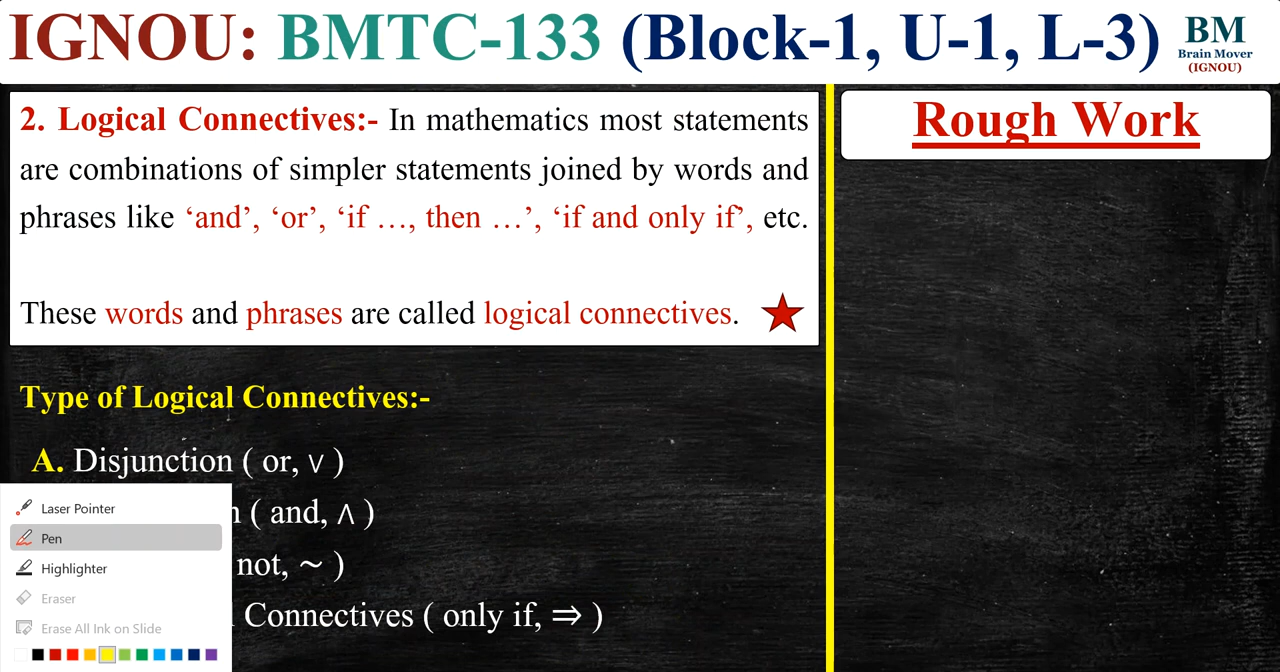 IGNOU: BMTC-133 (Block-1, U-1, L-3)
BM
Brain Mover
(IGNOU)
2. Logical Connectives:- In mathematics most statements
are combinations of simpler statements joined by words and
phrases like ‘and’, ‘or’, ‘if …, then …’, ‘if and only if’, etc.
These words and phrases are called logical connectives.
Rough Work
Type of Logical Connectives:-
A. Disjunction ( or, ∨ )
( and, ∧ )
not, ~ )
Connectives ( only if, ⇒ )
Laser Pointer
Pen
Highlighter
Eraser
Erase All Ink on Slide